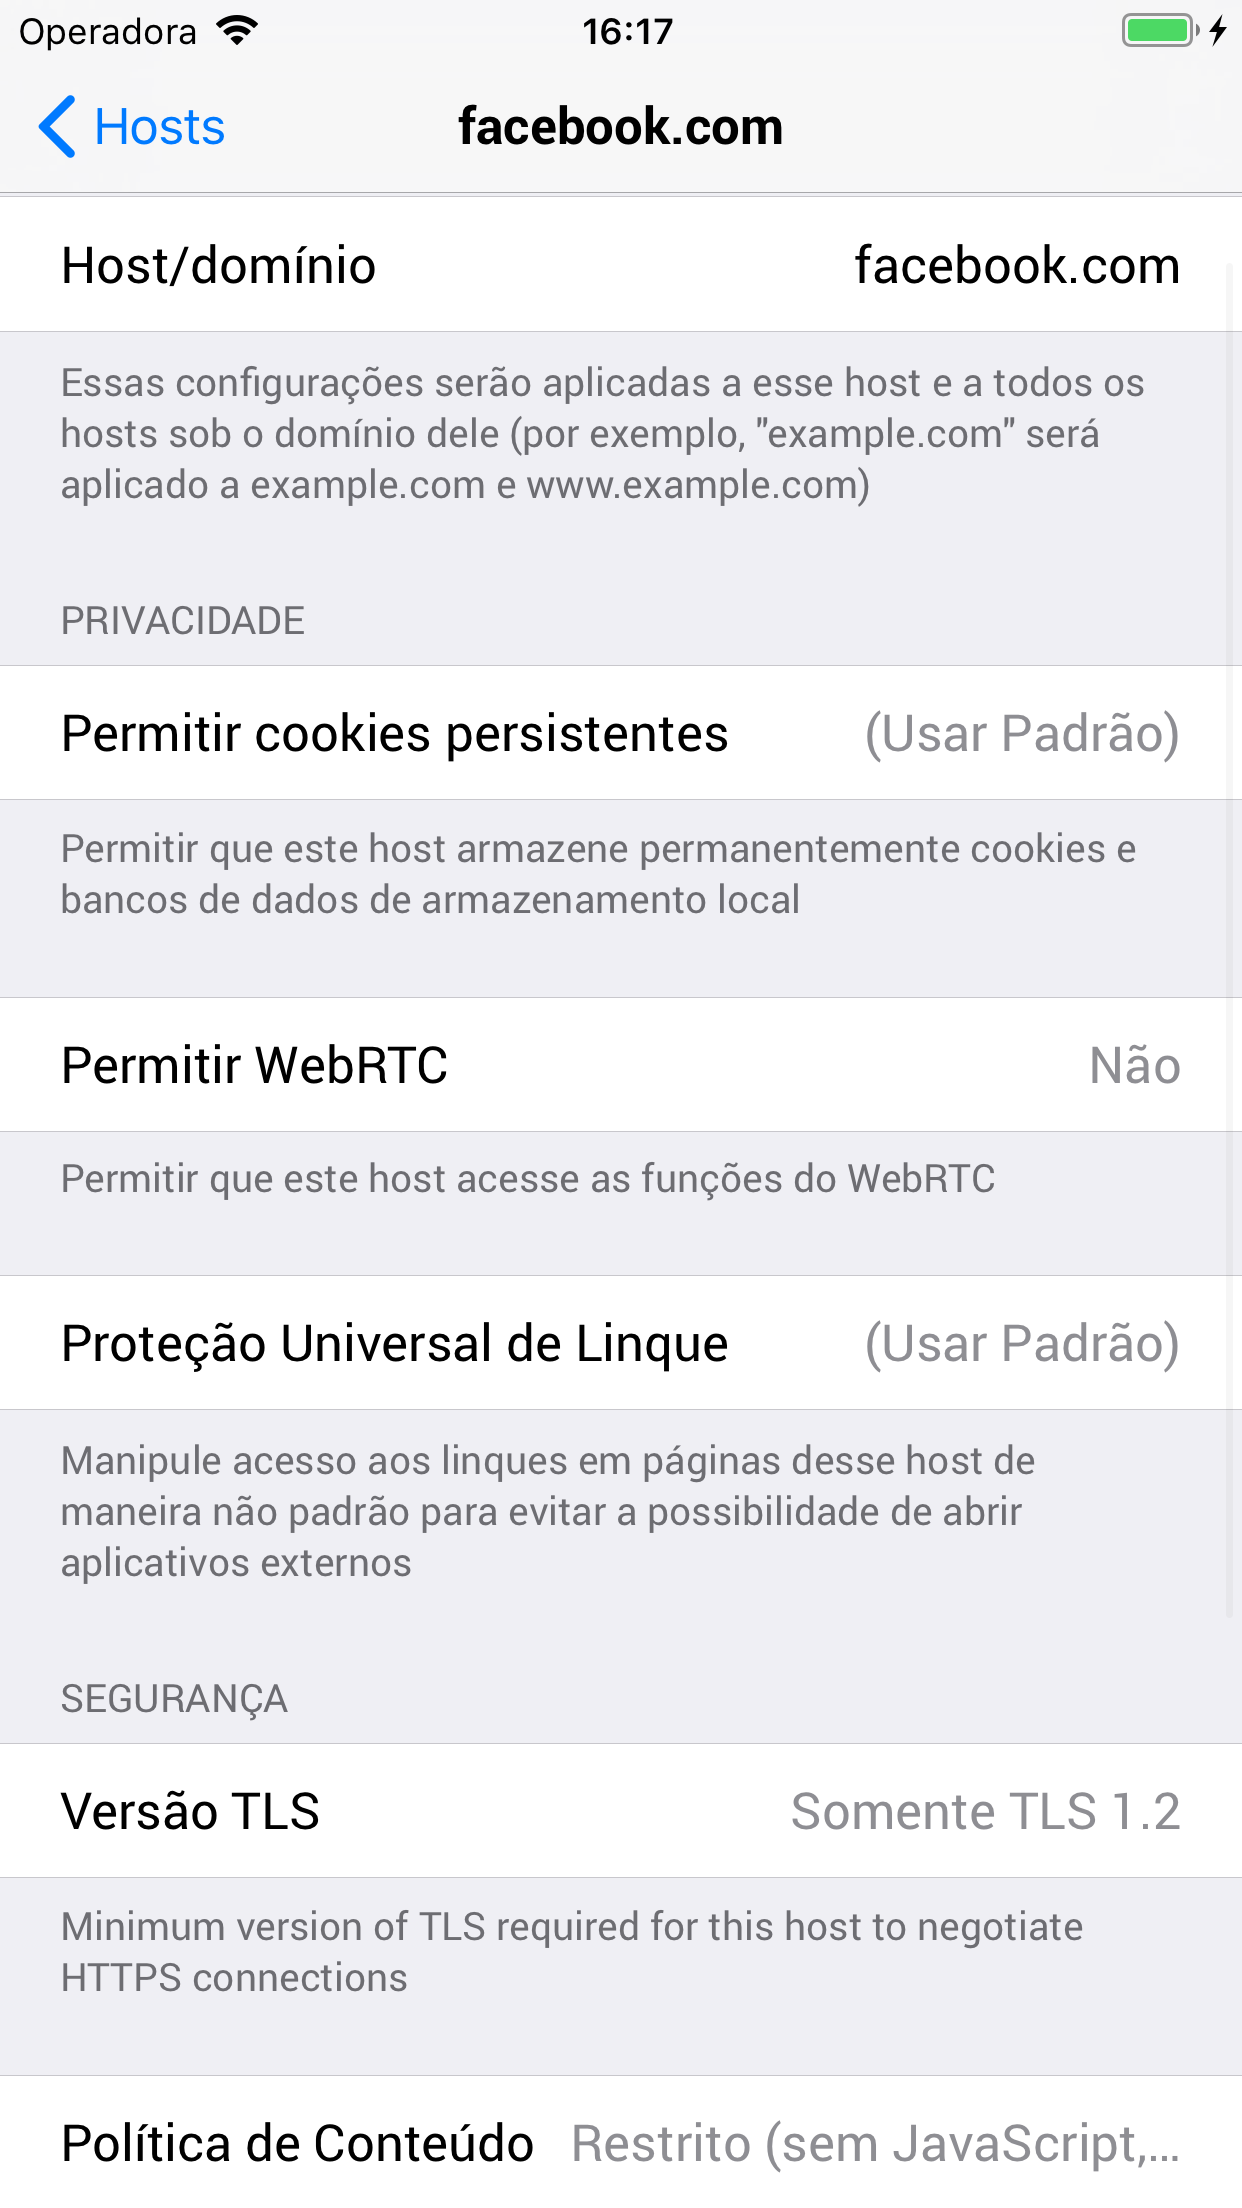 Operadora
16:17
Hosts
facebook.com
Host/domínio
facebook.com
Essas configurações serão aplicadas a esse host e a todos os
hosts sob o domínio dele (por exemplo, "example.com" será
aplicado a example.com e www.example.com)
PRIVACIDADE
Permitir cookies persistentes
(Usar Padrão)
Permitir que este host armazene permanentemente cookies e
bancos de dados de armazenamento local
Permitir WebRTC
Não
Permitir que este host acesse as funções do WebRTC
Proteção Universal de Linque
(Usar Padrão)
Manipule acesso aos linques em páginas desse host de
maneira não padrão para evitar a possibilidade de abrir
aplicativos externos
SEGURANÇA
Versão TLS
Somente TLS 1.2
Minimum version of TLS required for this host to negotiate
HTTPS connections
Política de Conteúdo
Restrito (sem JavaScript,...